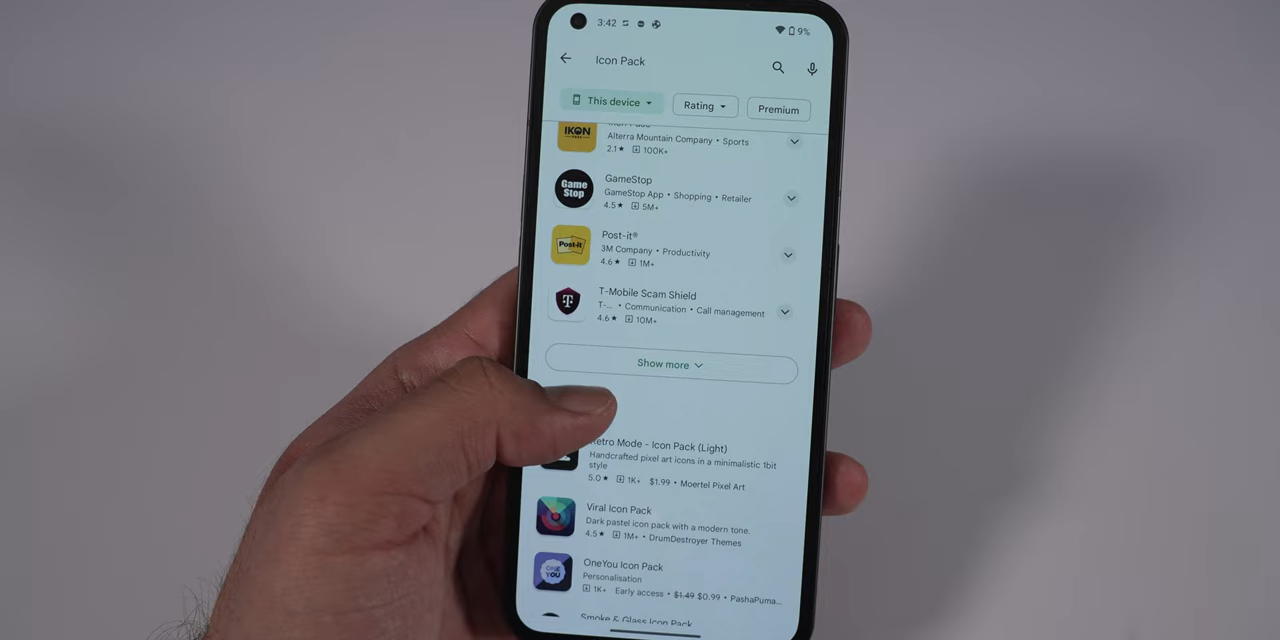 3:42
9%
Icon Pack
This device
Rating
Premium
IKON
Alterra Mountain Company • Sports
2.1★ 100K+
Game
Stop
GameStop
GameStop App • Shopping • Retailer
4.5★ 5M+
Post-it
Post-it®
3M Company • Productivity
4.6★ 1M+
T
T-Mobile Scam Shield
T-... • Communication • Call management
4.6★ 10M+
Show more
Retro Mode - Icon Pack (Light)
Handcrafted pixel art icons in a minimalistic 1bit
style
5.0★ 1K+ $1.99 • Moertel Pixel Art
Viral Icon Pack
Dark pastel icon pack with a modern tone.
4.5★ 1M+ • DrumDestroyer Themes
ONE
YOU
OneYou Icon Pack
Personalisation
1K+ Early access • $1.49 $0.99 • PashaPuma...
Smoke & Glass Icon Pack